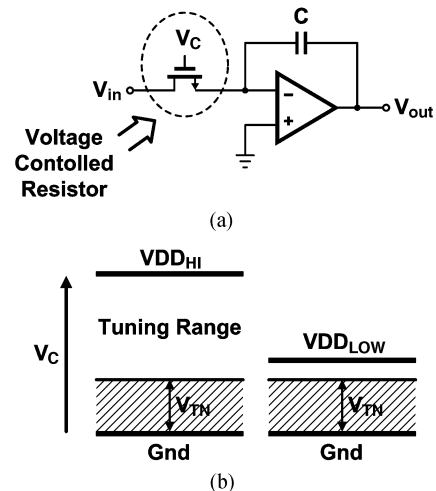 C
V_C
V_in
V_out
−
+
Voltage
Contolled
Resistor
(a)
VDD_HI
Tuning Range
VDD_LOW
V_C
V_TN
V_TN
Gnd
Gnd
(b)